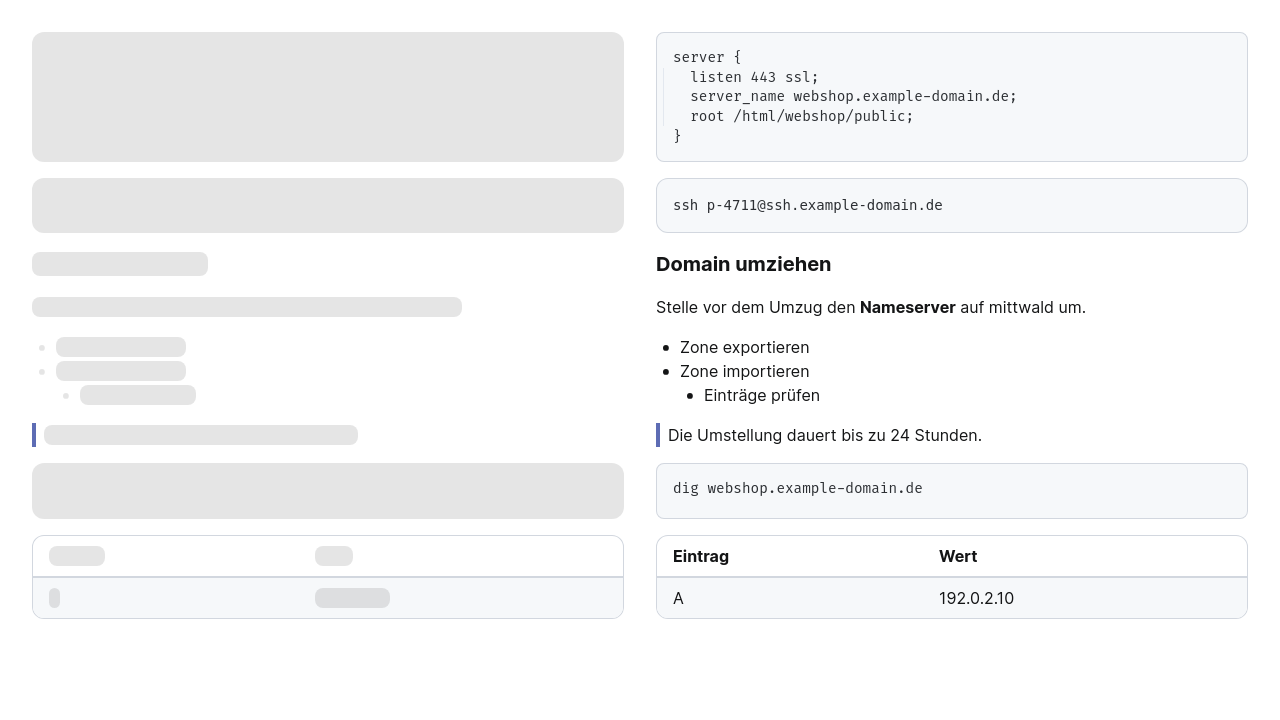 server {
  listen 443 ssl;
  server_name webshop.example-domain.de;
  root /html/webshop/public;
}
ssh p-4711@ssh.example-domain.de
Domain umziehen
Stelle vor dem Umzug den Nameserver auf mittwald um.
Zone exportieren
Zone importieren
Einträge prüfen
Die Umstellung dauert bis zu 24 Stunden.
dig webshop.example-domain.de
Eintrag Wert
A 192.0.2.10